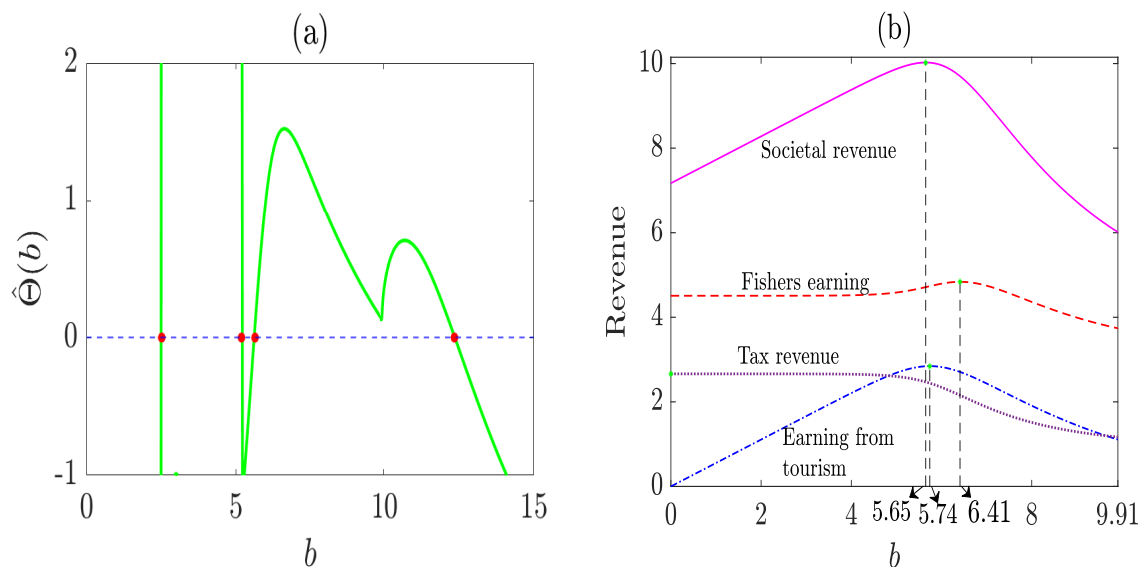 (a)
2
1
0
-1
Θ̂(b)
0
5
10
15
b
(b)
10
8
6
4
2
0
Revenue
Societal revenue
Fishers earning
Tax revenue
Earning from
tourism
5.65 5.74 6.41
0
2
4
8
9.91
b